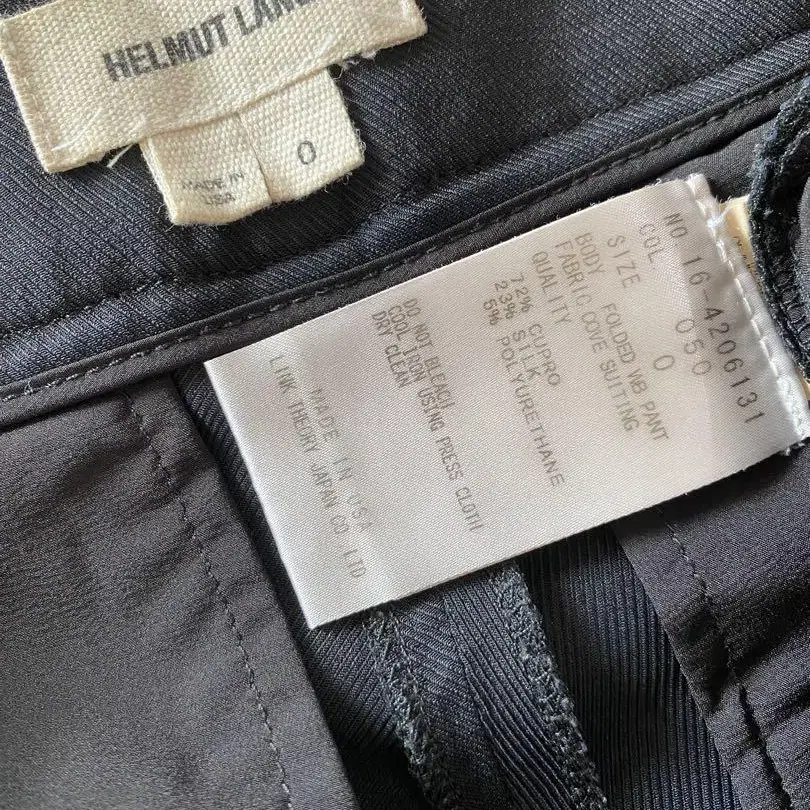 HELMUT LANG
MADE IN
USA
0
NO 16-4206131
COL. 050
SIZE 0
BODY FOLDED WB PANT
FABRIC COVE SUITING
QUALITY
72% CUPRO
23% SILK
5% POLYURETHANE
DO NOT BLEACH
COOL IRON USING PRESS CLOTH
DRY CLEAN
MADE IN USA
LINK THEORY JAPAN CO. LTD